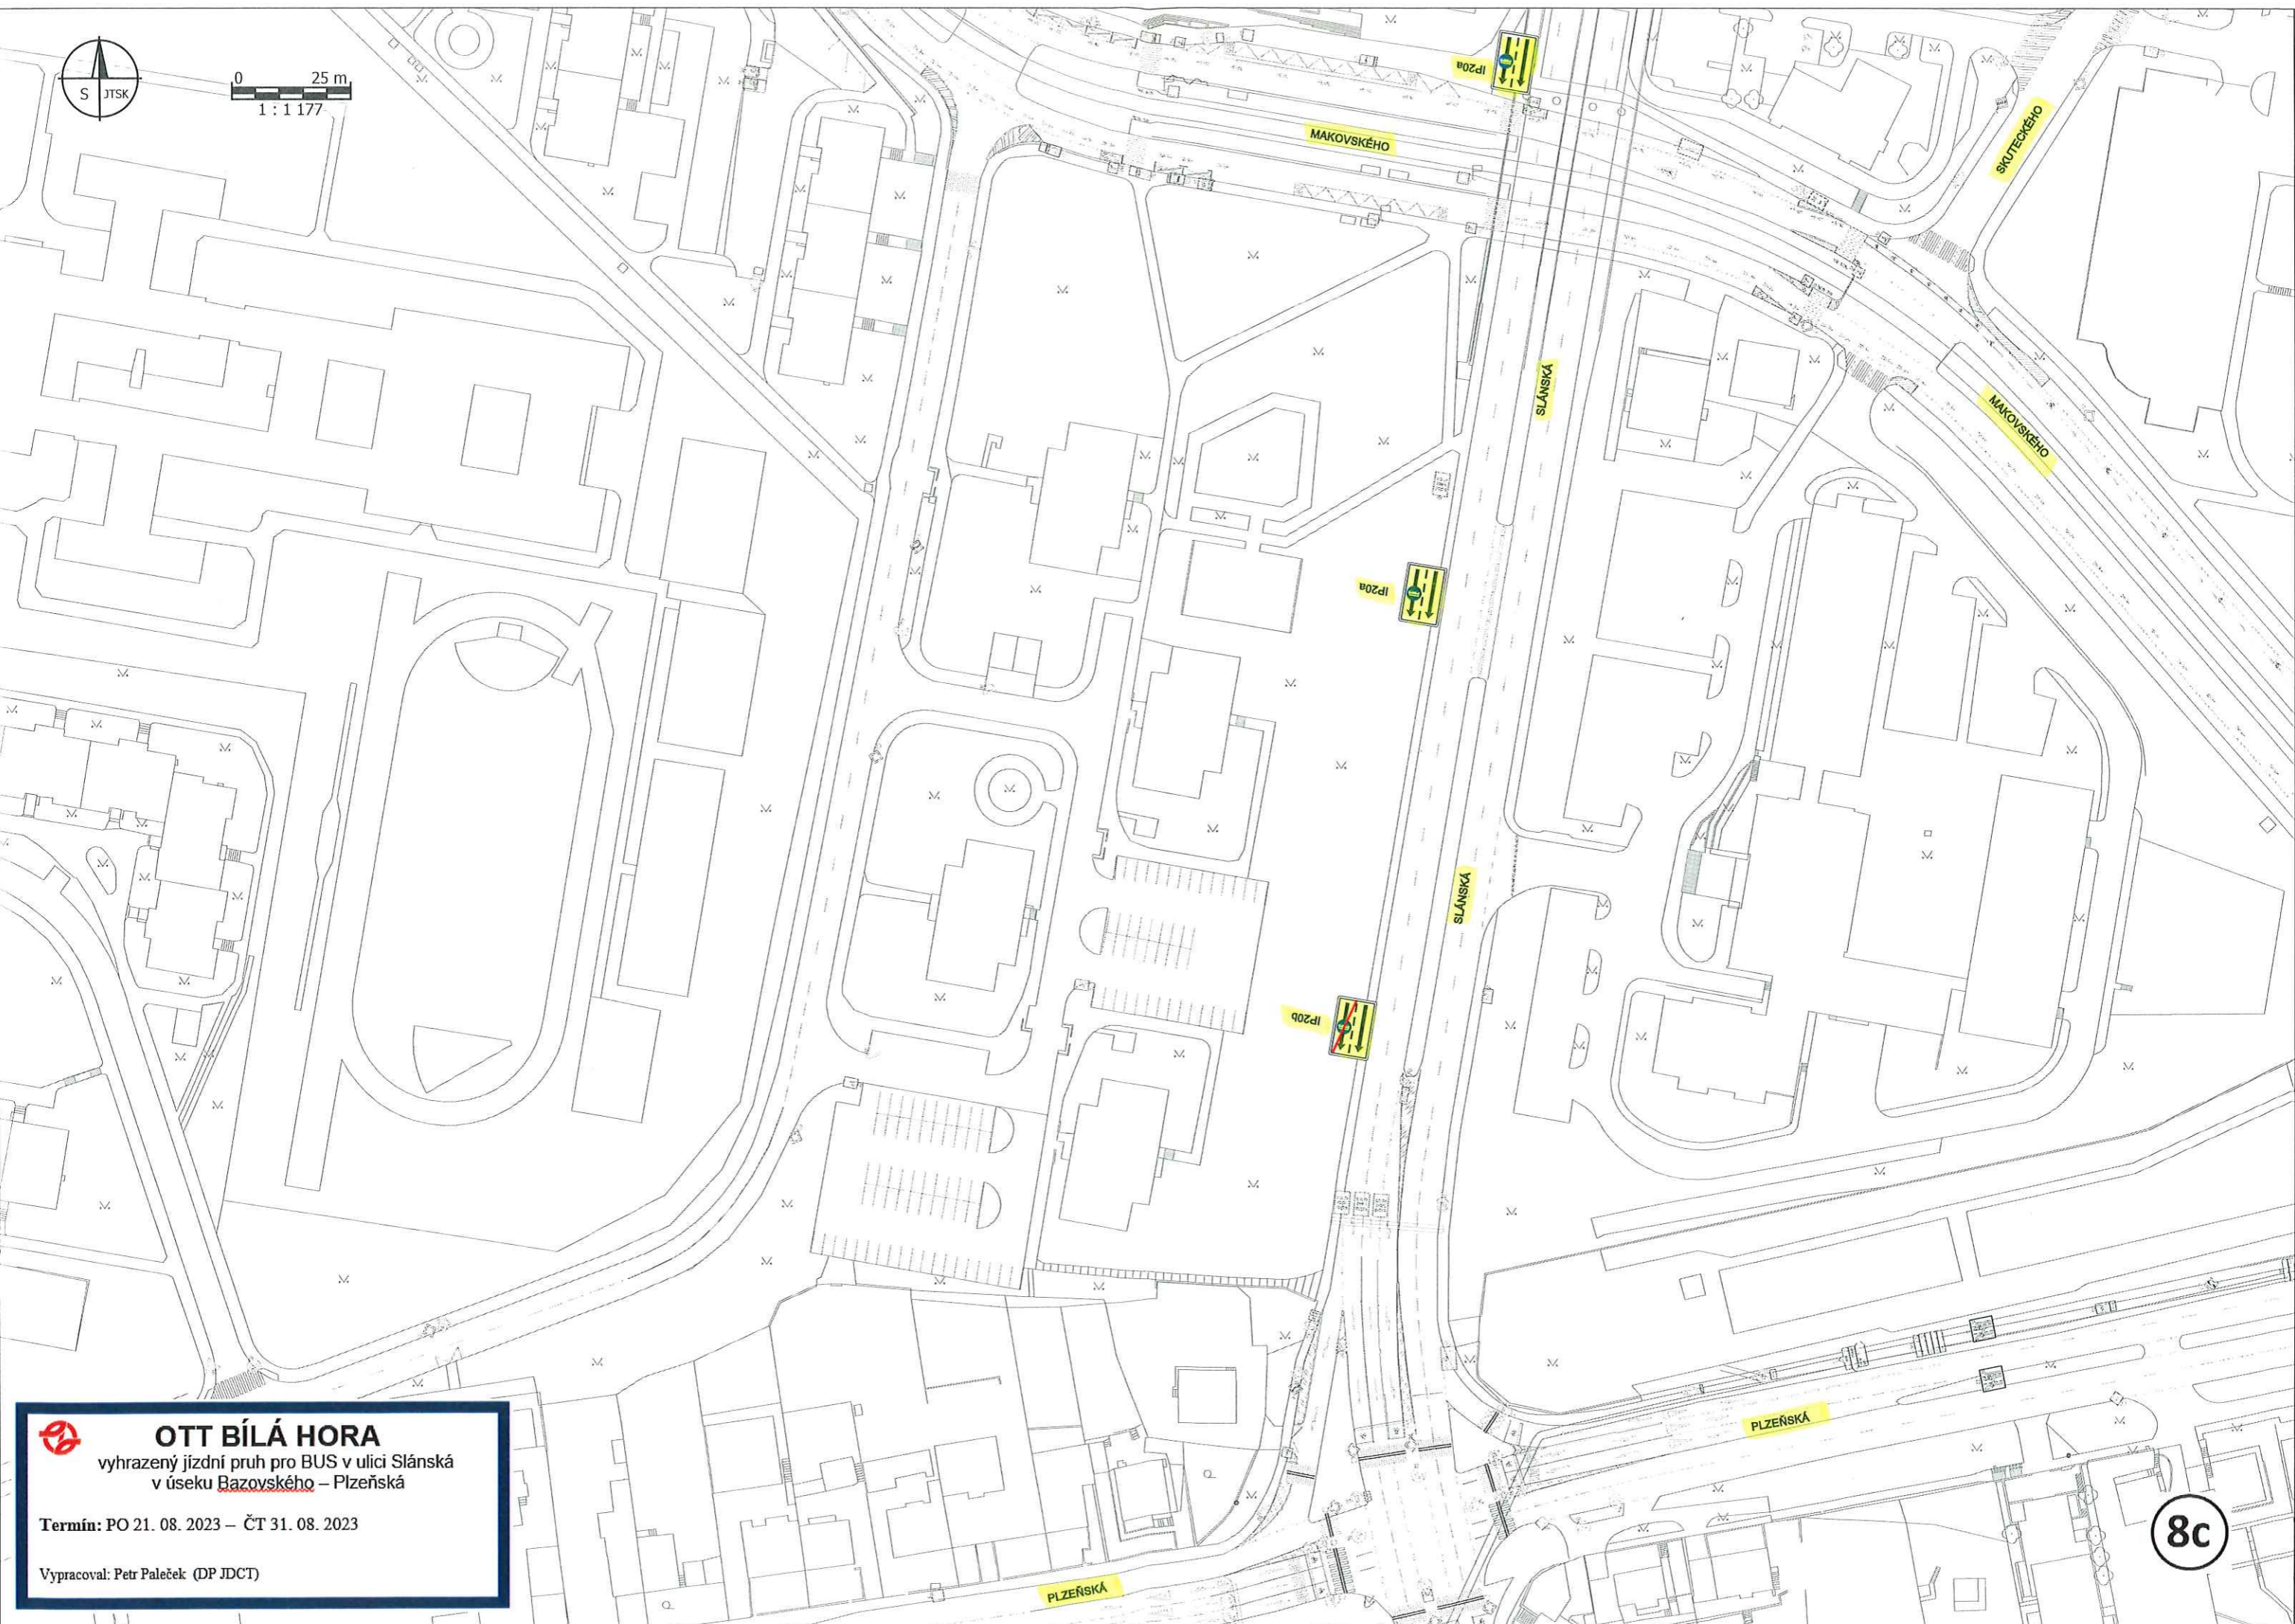 S JTSK
0 25 m
1 : 1 177
IP20a
MAKOVSKÉHO
SKUTECKÉHO
SLÁNSKÁ
MAKOVSKÉHO
IP20a
SLÁNSKÁ
IP20b
PLZEŇSKÁ
PLZEŇSKÁ
OTT BÍLÁ HORA
vyhrazený jízdní pruh pro BUS v ulici Slánská
v úseku Bazovského – Plzeňská
Termín: PO 21. 08. 2023 – ČT 31. 08. 2023
Vypracoval: Petr Paleček (DP JDCT)
8c